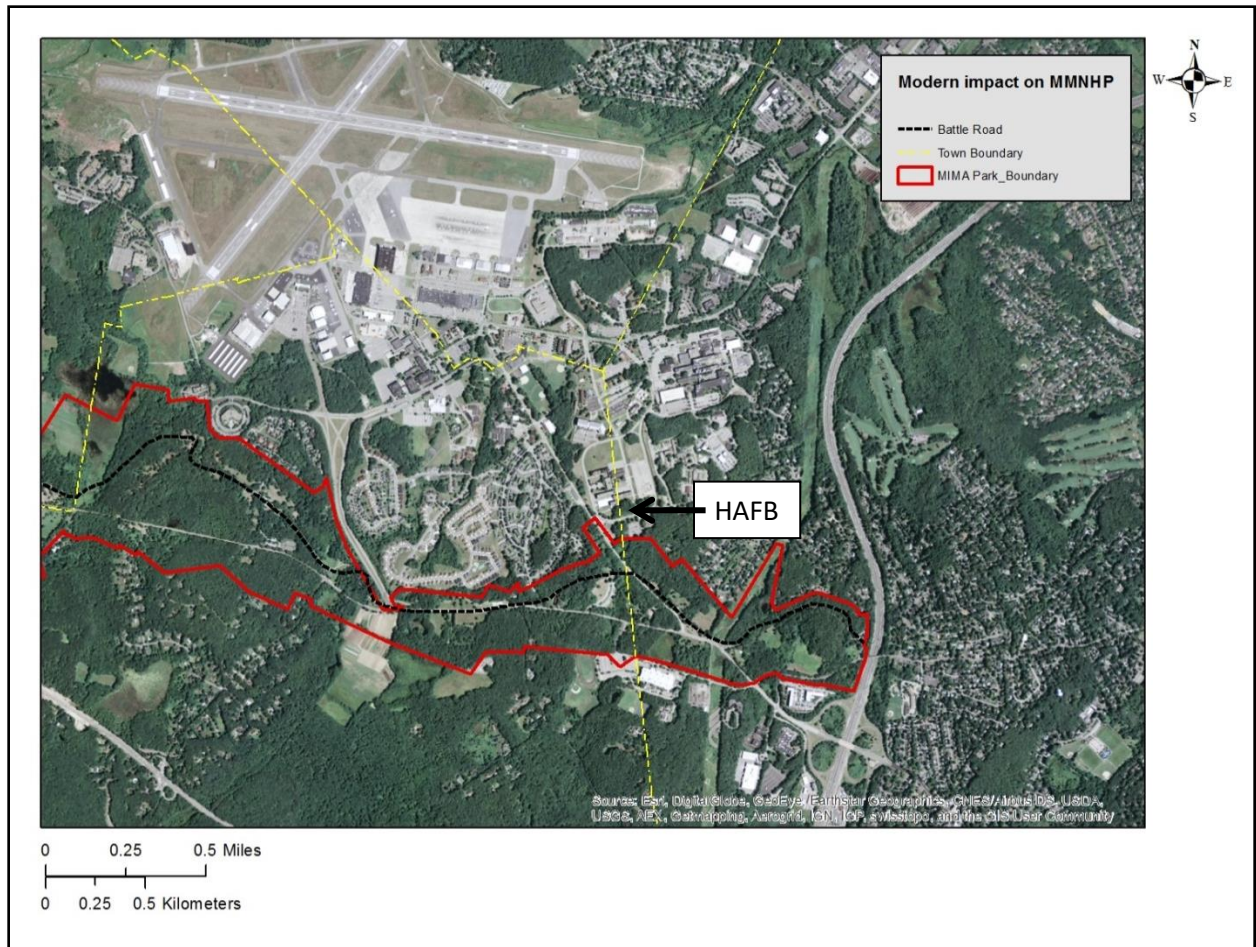 N
W E
S
Modern impact on MMNHP
Battle Road
Town Boundary
MIMA Park_Boundary
HAFB
Source: Esri, DigitalGlobe, GeoEye, Earthstar Geographics, CNES/Airbus DS, USDA,
USGS, AEX, Getmapping, Aerogrid, IGN, IGP, swisstopo, and the GIS User Community
0 0.25 0.5 Miles
0 0.25 0.5 Kilometers